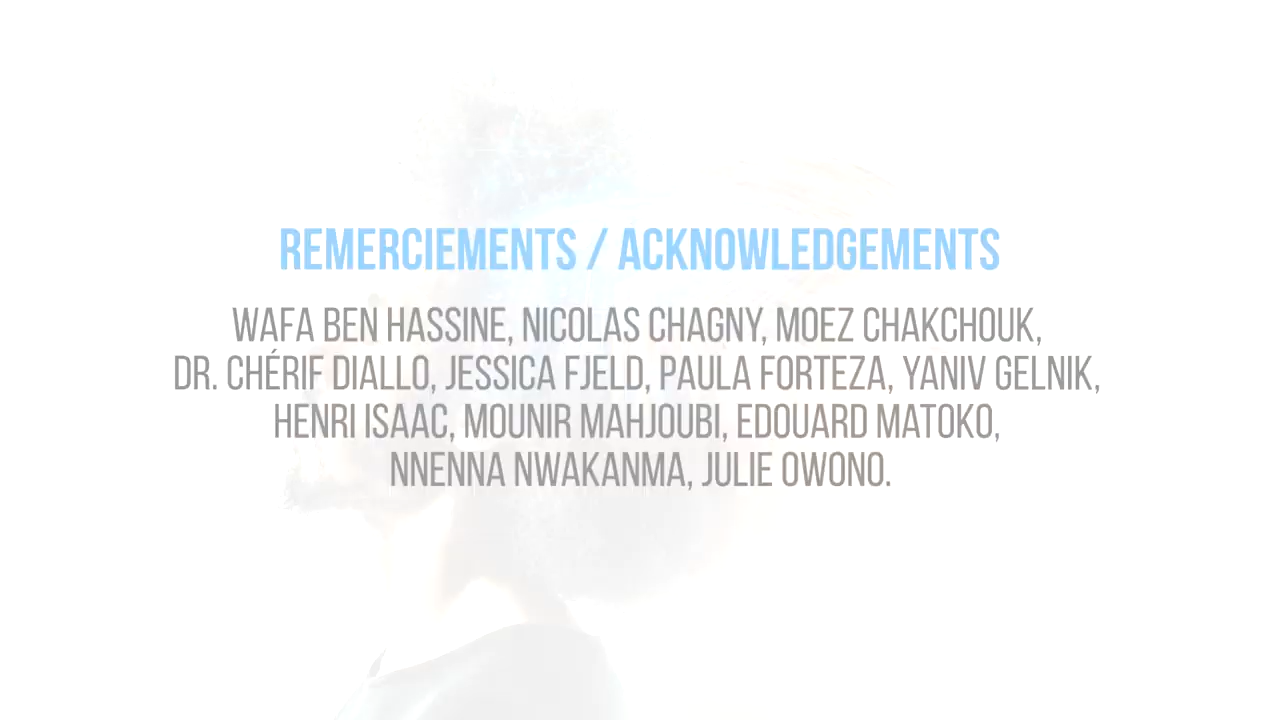 REMERCIEMENTS / ACKNOWLEDGEMENTS
WAFA BEN HASSINE, NICOLAS CHAGNY, MOEZ CHAKCHOUK,
DR. CHÉRIF DIALLO, JESSICA FJELD, PAULA FORTEZA, YANIV GELNIK,
HENRI ISAAC, MOUNIR MAHJOUBI, EDOUARD MATOKO,
NNENNA NWAKANMA, JULIE OWONO.